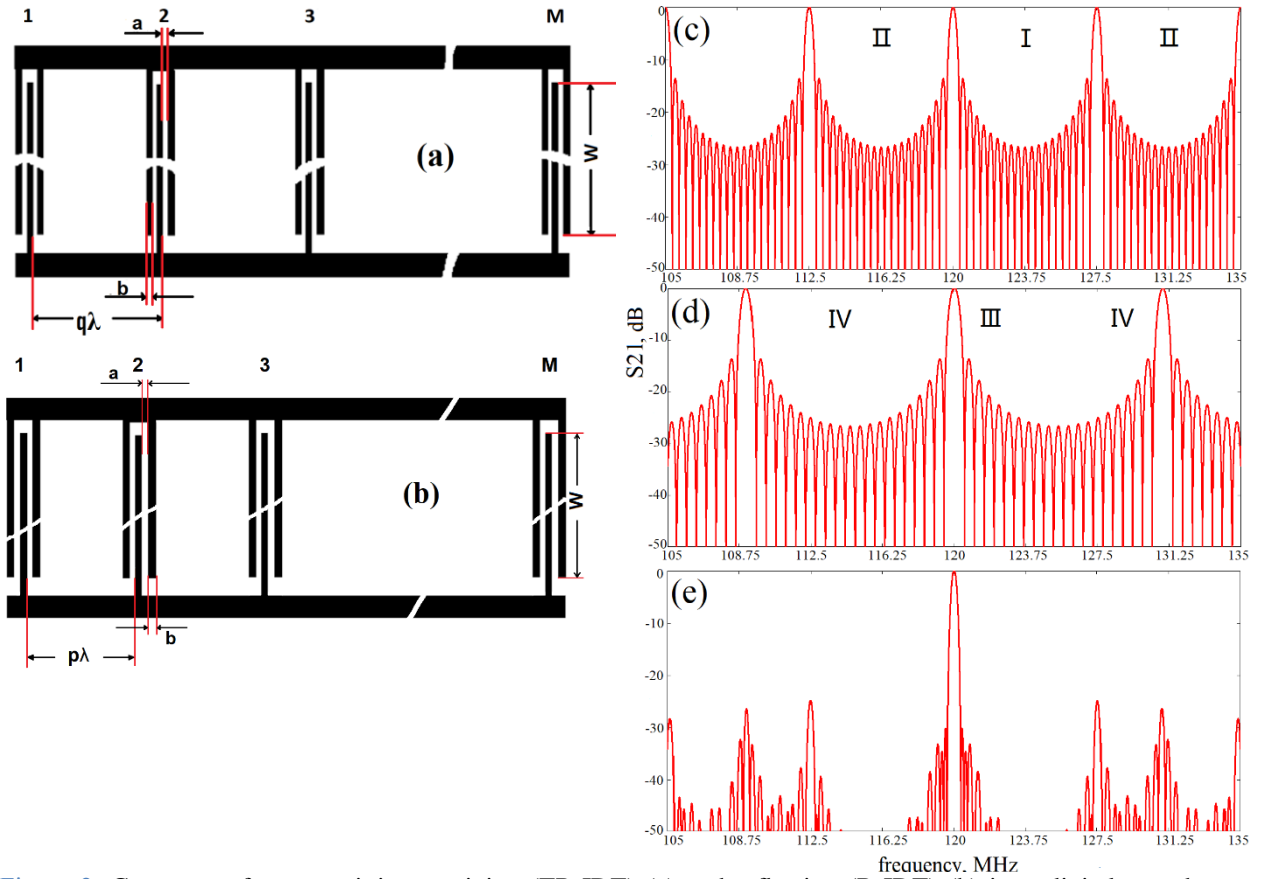 1 2 3 M
a
(a)
W
b
qλ
1 2 3 M
a
(b)
W
b
pλ
(c)
II I II
0
-10
-20
-30
-40
-50
105 108.75 112.5 116.25 120 123.75 127.5 131.25 135
(d)
IV III IV
S21, dB
0
-10
-20
-30
-40
-50
105 108.75 112.5 116.25 120 123.75 127.5 131.25 135
(e)
0
-10
-20
-30
-40
-50
105 108.75 112.5 116.25 120 123.75 127.5 131.25 135
frequency, MHz